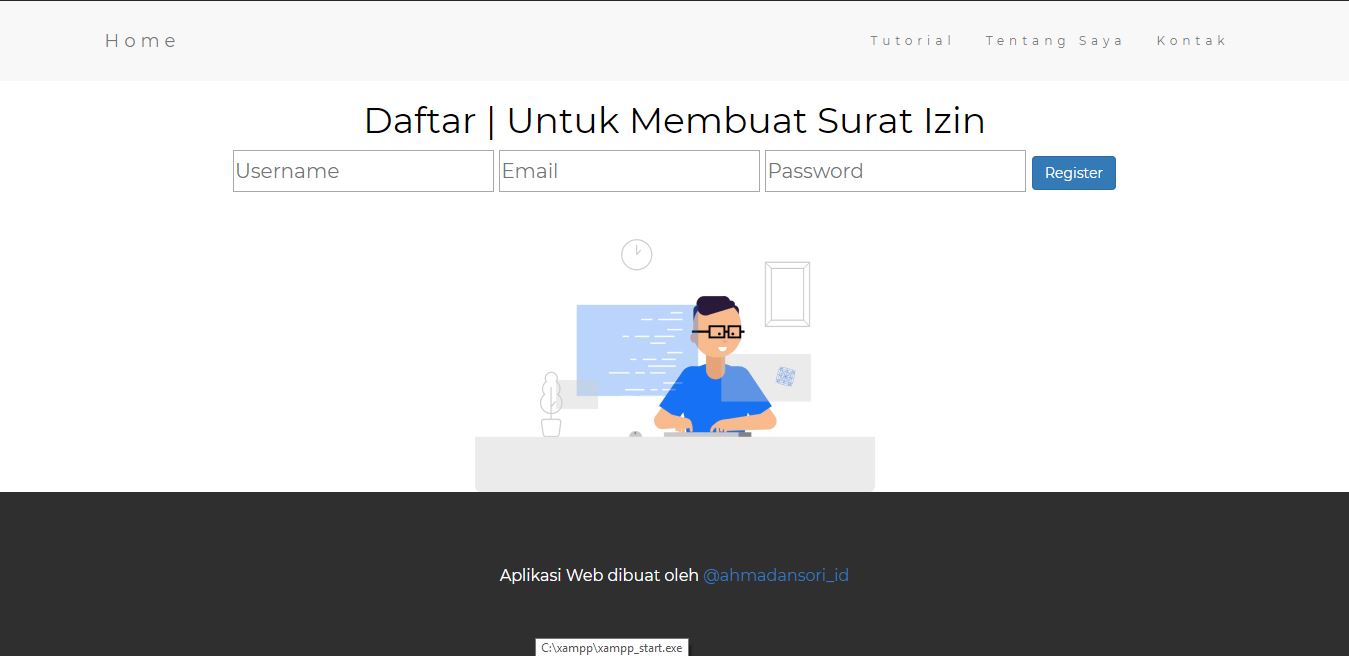 Home Tutorial Tentang Saya Kontak
Daftar | Untuk Membuat Surat Izin
Username Email Password Register
Aplikasi Web dibuat oleh @ahmadansori_id
C:\xampp\xampp_start.exe